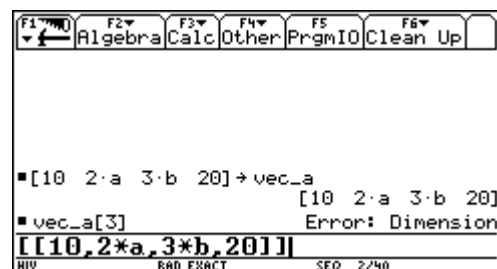 F1 F2 F3 F4 F5 F6
Algebra Calc Other PrgmIO Clean Up
[10 2·a 3·b 20]→vec_a
[10 2·a 3·b 20]
vec_a[3] Error: Dimension
[[10,2*a,3*b,20]]
RAD EXACT SEQ 2/40